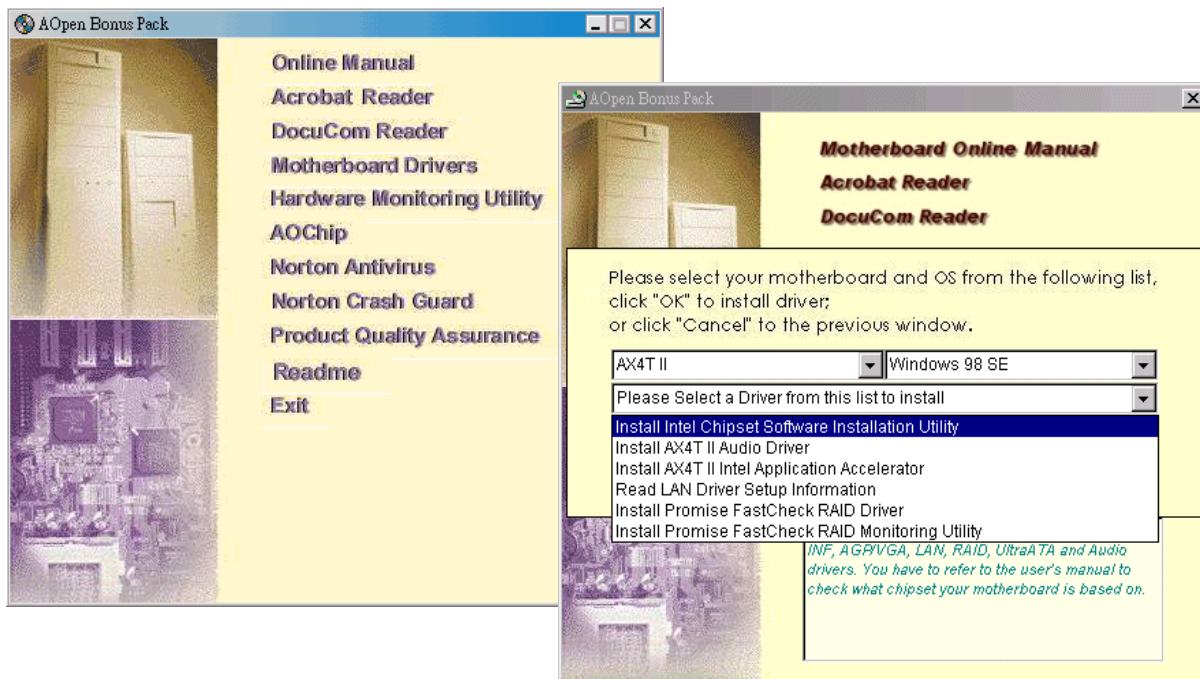 AOpen Bonus Pack
Online Manual
Acrobat Reader
DocuCom Reader
Motherboard Drivers
Hardware Monitoring Utility
AOChip
Norton Antivirus
Norton Crash Guard
Product Quality Assurance
Readme
Exit
AOpen Bonus Pack
Motherboard Online Manual
Acrobat Reader
DocuCom Reader
Please select your motherboard and OS from the following list,
click "OK" to install driver;
or click "Cancel" to the previous window.
AX4T II
Windows 98 SE
Please Select a Driver from this list to install
Install Intel Chipset Software Installation Utility
Install AX4T II Audio Driver
Install AX4T II Intel Application Accelerator
Read LAN Driver Setup Information
Install Promise FastCheck RAID Driver
Install Promise FastCheck RAID Monitoring Utility
INF, AGP/VGA, LAN, RAID, UltraATA and Audio
drivers. You have to refer to the user's manual to
check what chipset your motherboard is based on.